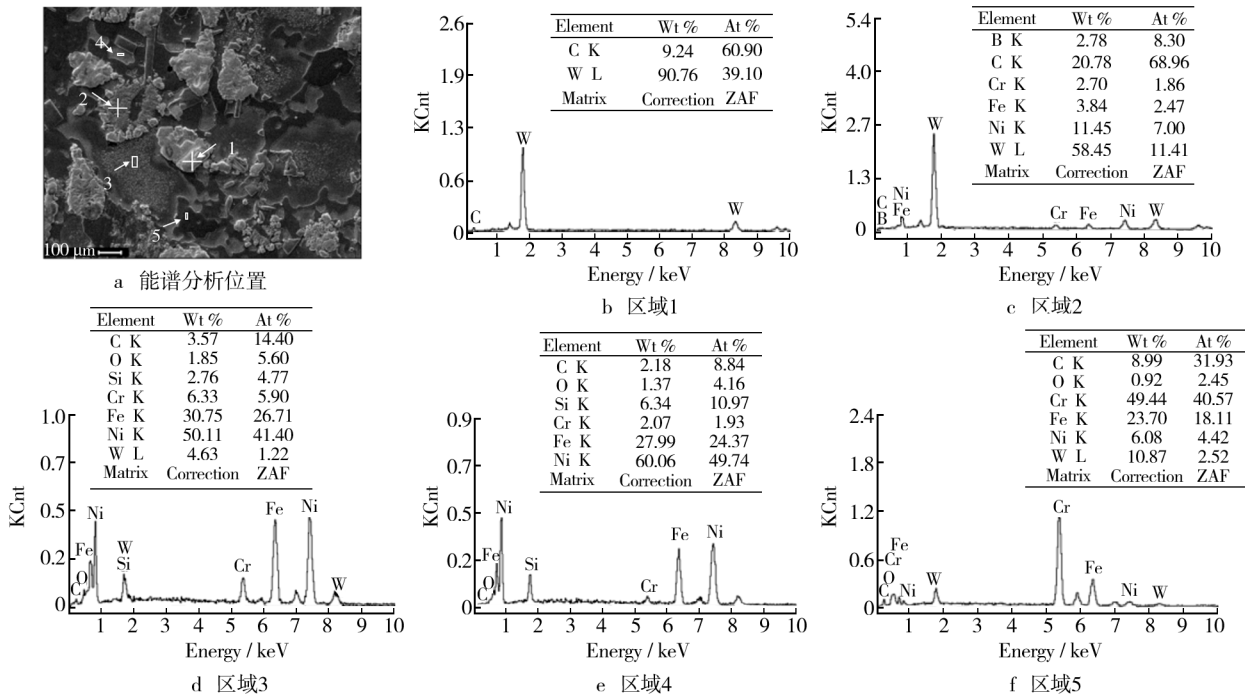 4
2
1
3
5
100 μm
a 能谱分析位置
Element Wt % At %
C K 9.24 60.90
W L 90.76 39.10
Matrix Correction ZAF
KCnt
2.6
1.9
1.3
0.6
0
C W W
1 2 3 4 5 6 7 8 9 10
Energy / keV
b 区域1
Element Wt % At %
B K 2.78 8.30
C K 20.78 68.96
Cr K 2.70 1.86
Fe K 3.84 2.47
Ni K 11.45 7.00
W L 58.45 11.41
Matrix Correction ZAF
KCnt
5.4
4.0
2.7
1.3
0
W
C Ni
B Fe Cr Fe Ni W
1 2 3 4 5 6 7 8 9 10
Energy / keV
c 区域2
Element Wt % At %
C K 3.57 14.40
O K 1.85 5.60
Si K 2.76 4.77
Cr K 6.33 5.90
Fe K 30.75 26.71
Ni K 50.11 41.40
W L 4.63 1.22
Matrix Correction ZAF
KCnt
1.0
0.7
0.5
0.2
0
Ni Fe Ni
Fe W
O Si Cr
C W
1 2 3 4 5 6 7 8 9 10
Energy / keV
d 区域3
Element Wt % At %
C K 2.18 8.84
O K 1.37 4.16
Si K 6.34 10.97
Cr K 2.07 1.93
Fe K 27.99 24.37
Ni K 60.06 49.74
Matrix Correction ZAF
KCnt
0.9
0.7
0.5
0.2
0
Ni
Fe Si Fe Ni
O Cr
C
1 2 3 4 5 6 7 8 9 10
Energy / keV
e 区域4
Element Wt % At %
C K 8.99 31.93
O K 0.92 2.45
Cr K 49.44 40.57
Fe K 23.70 18.11
Ni K 6.08 4.42
W L 10.87 2.52
Matrix Correction ZAF
KCnt
2.4
1.8
1.2
0.6
0
Cr
Fe
Cr Fe
O W
C Ni Ni W
1 2 3 4 5 6 7 8 9 10
Energy / keV
f 区域5